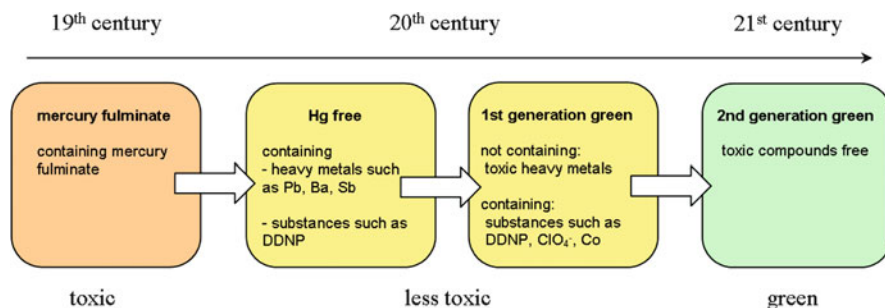 19th century
20th century
21st century
mercury fulminate
containing mercury
fulminate
Hg free
containing
- heavy metals such
as Pb, Ba, Sb
- substances such as
DDNP
1st generation green
not containing:
toxic heavy metals
containing:
substances such as
DDNP, ClO₄⁻, Co
2nd generation green
toxic compounds free
toxic
less toxic
green